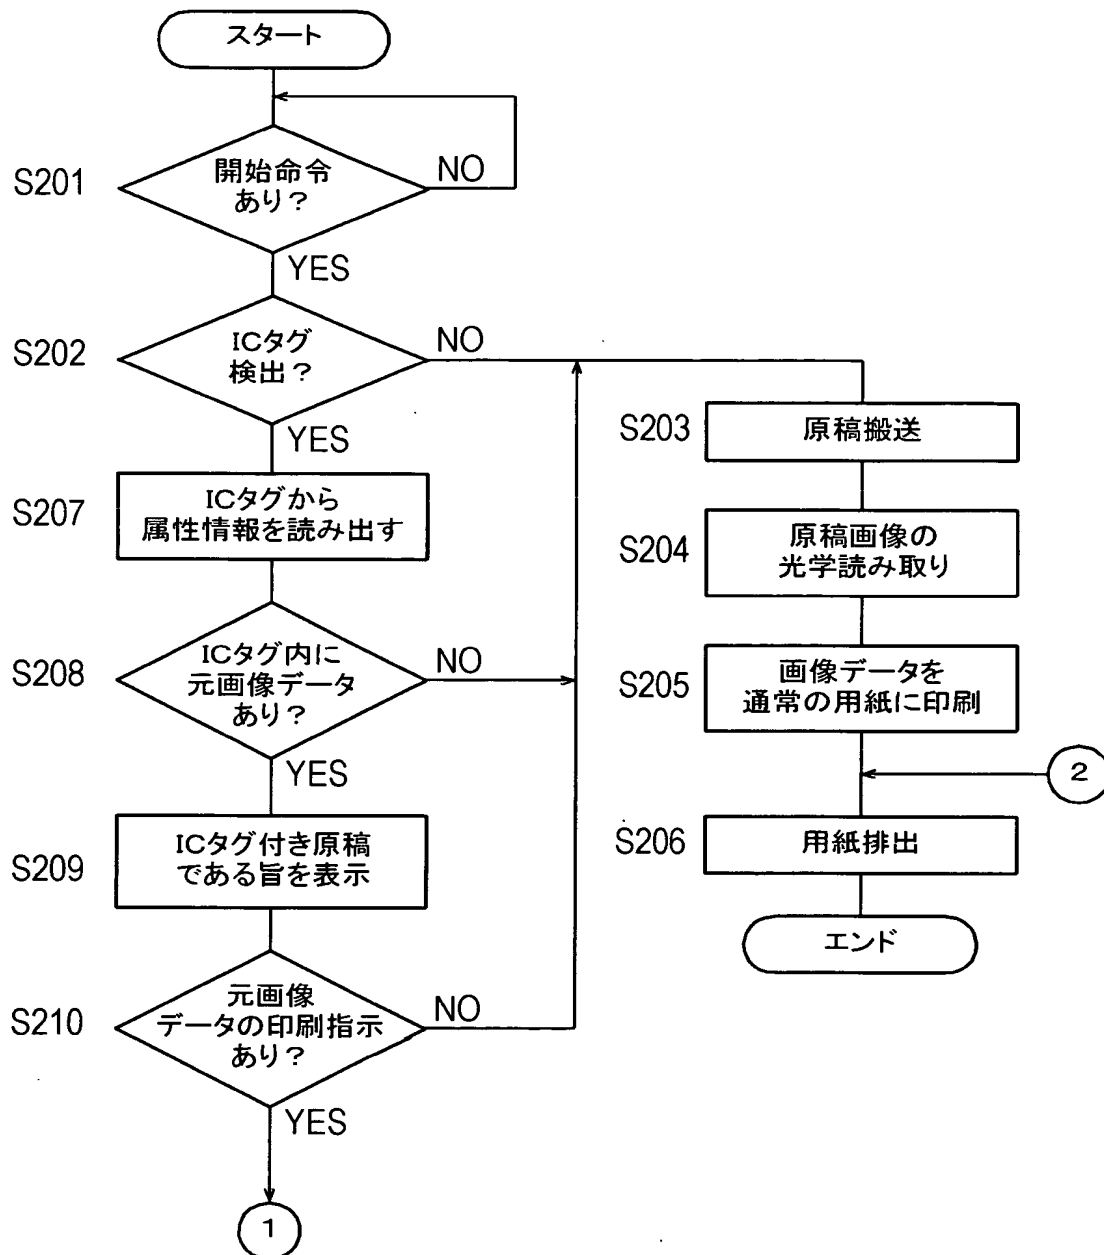 スタート
S201
開始命令
あり？
NO
YES
S202
ICタグ
検出？
NO
YES
S207
ICタグから
属性情報を読み出す
S208
ICタグ内に
元画像データ
あり？
NO
YES
S209
ICタグ付き原稿
である旨を表示
S210
元画像
データの印刷指示
あり？
NO
YES
1
S203
原稿搬送
S204
原稿画像の
光学読み取り
S205
画像データを
通常の用紙に印刷
2
S206
用紙排出
エンド